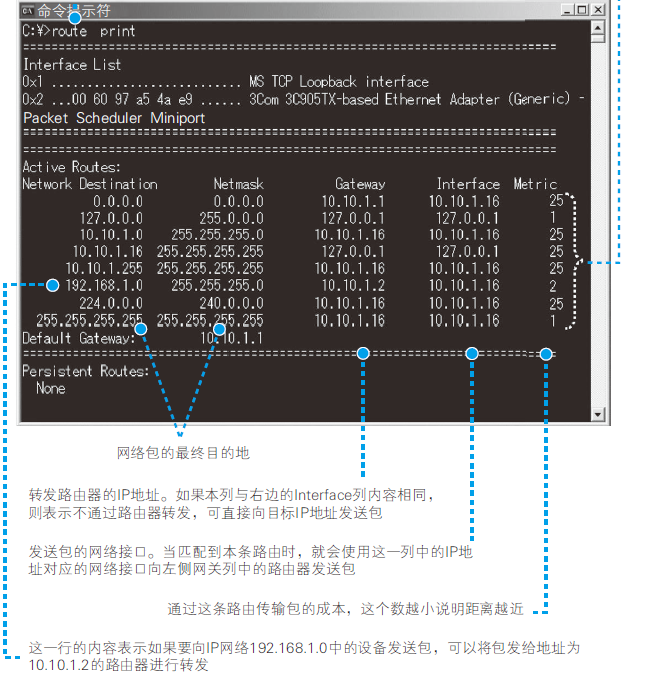 命令提示符
C:¥>route print
============================================================
Interface List
0x1 ........................... MS TCP Loopback interface
0x2 ...00 60 97 a5 4a e9 ...... 3Com 3C905TX-based Ethernet Adapter (Generic) -
Packet Scheduler Miniport
============================================================
============================================================
Active Routes:
Network Destination Netmask Gateway Interface Metric
0.0.0.0 0.0.0.0 10.10.1.1 10.10.1.16 25
127.0.0.0 255.0.0.0 127.0.0.1 127.0.0.1 1
10.10.1.0 255.255.255.0 10.10.1.16 10.10.1.16 25
10.10.1.16 255.255.255.255 127.0.0.1 127.0.0.1 25
10.10.1.255 255.255.255.255 10.10.1.16 10.10.1.16 25
192.168.1.0 255.255.255.0 10.10.1.2 10.10.1.16 2
224.0.0.0 240.0.0.0 10.10.1.16 10.10.1.16 25
255.255.255.255 255.255.255.255 10.10.1.16 10.10.1.16 1
Default Gateway: 10.10.1.1
============================================================
Persistent Routes:
None
网络包的最终目的地
转发路由器的IP地址。如果本列与右边的Interface列内容相同，
则表示不通过路由器转发，可直接向目标IP地址发送包
发送包的网络接口。当匹配到本条路由时，就会使用这一列中的IP地
址对应的网络接口向左侧网关列中的路由器发送包
通过这条路由传输包的成本，这个数越小说明距离越近
这一行的内容表示如果要向IP网络192.168.1.0中的设备发送包，可以将包发给地址为
10.10.1.2的路由器进行转发